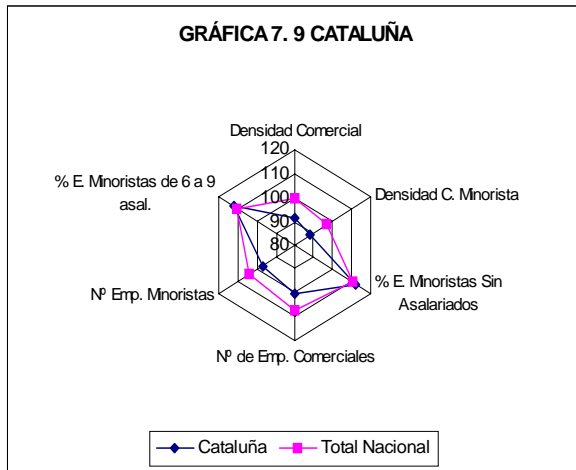 GRÁFICA 7. 9 CATALUÑA
Densidad Comercial
120
110
100
90
80
Densidad C. Minorista
% E. Minoristas Sin
Asalariados
Nº de Emp. Comerciales
Nº Emp. Minoristas
% E. Minoristas de 6 a 9
asal.
Cataluña
Total Nacional